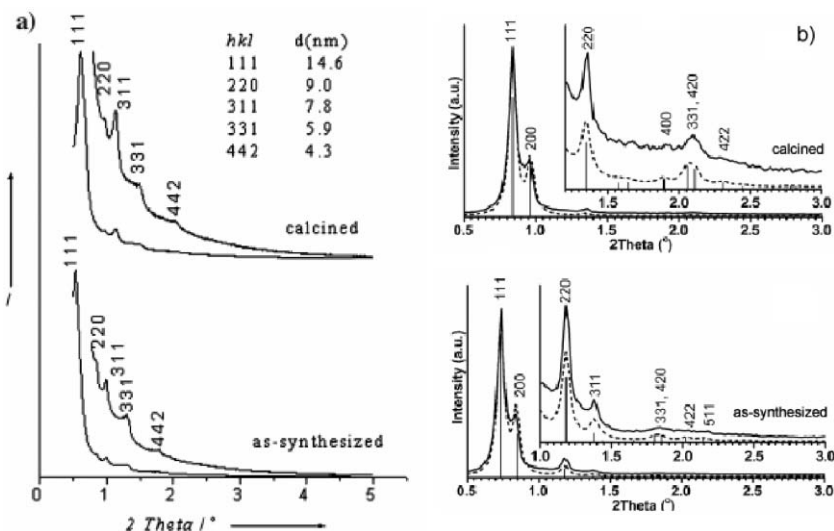 a)
hkl d(nm)
111 14.6
220 9.0
311 7.8
331 5.9
442 4.3
111
220
311
331
442
calcined
111
220
311
331
442
as-synthesized
I
0 1 2 3 4 5
2 Theta /°
b)
111
200
220
400
331, 420
422
calcined
Intensity (a.u.)
1.5 2.0 2.5 3.0
0.5 1.0 1.5 2.0 2.5 3.0
2Theta (°)
111
200
220
311
331, 420
422
511
as-synthesized
Intensity (a.u.)
1.0 1.5 2.0 2.5 3.0
0.5 1.0 1.5 2.0 2.5 3.0
2Theta (°)